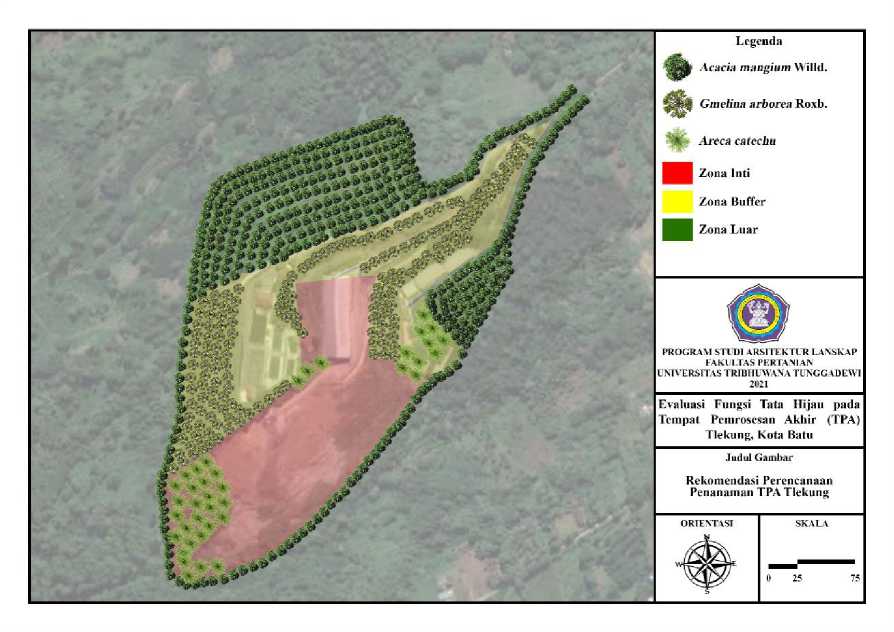 Legenda
Acacia mangium Willd.
Gmelina arborea Roxb.
Areca catechu
Zona Inti
Zona Buffer
Zona Luar
PROGRAM STUDI ARSITEKTUR LANSKAP
FAKULTAS PERTANIAN
UNIVERSITAS TRIBHUWANA TUNGGADEWI
2021
Evaluasi Fungsi Tata Hijau pada
Tempat Pemrosesan Akhir (TPA)
Tlekung, Kota Batu
Judul Gambar
Rekomendasi Perencanaan
Penanaman TPA Tlekung
ORIENTASI
N
W E
S
SKALA
0 25 75